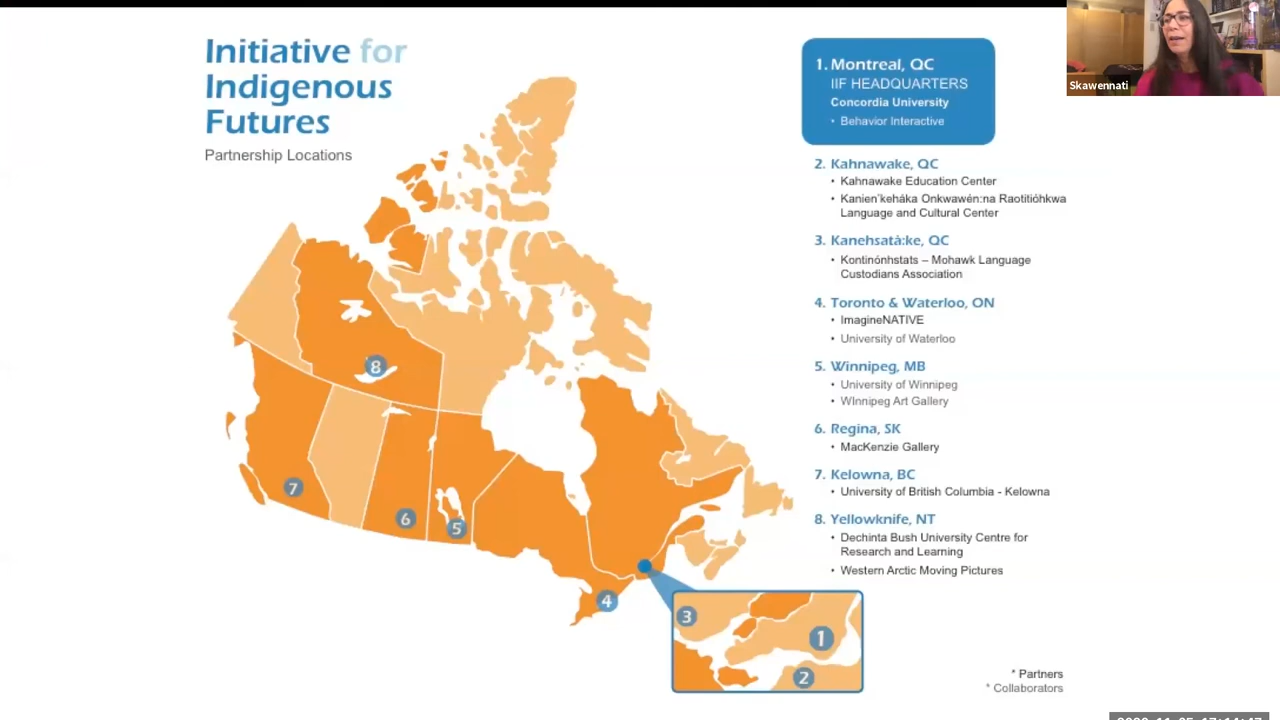 Initiative for
Indigenous
Futures
Partnership Locations
1. Montreal, QC
IIF HEADQUARTERS
Concordia University
• Behavior Interactive
2. Kahnawake, QC
• Kahnawake Education Center
• Kanien'keháka Onkwawén:na Raotitióhkwa
Language and Cultural Center
3. Kanehsatà:ke, QC
• Kontinónhstats – Mohawk Language
Custodians Association
4. Toronto & Waterloo, ON
• ImagineNATIVE
• University of Waterloo
5. Winnipeg, MB
• University of Winnipeg
• WInnipeg Art Gallery
6. Regina, SK
• MacKenzie Gallery
7. Kelowna, BC
• University of British Columbia - Kelowna
8. Yellowknife, NT
• Dechinta Bush University Centre for
Research and Learning
• Western Arctic Moving Pictures
* Partners
* Collaborators
8
7
6
5
4
3
1
2
Skawennati